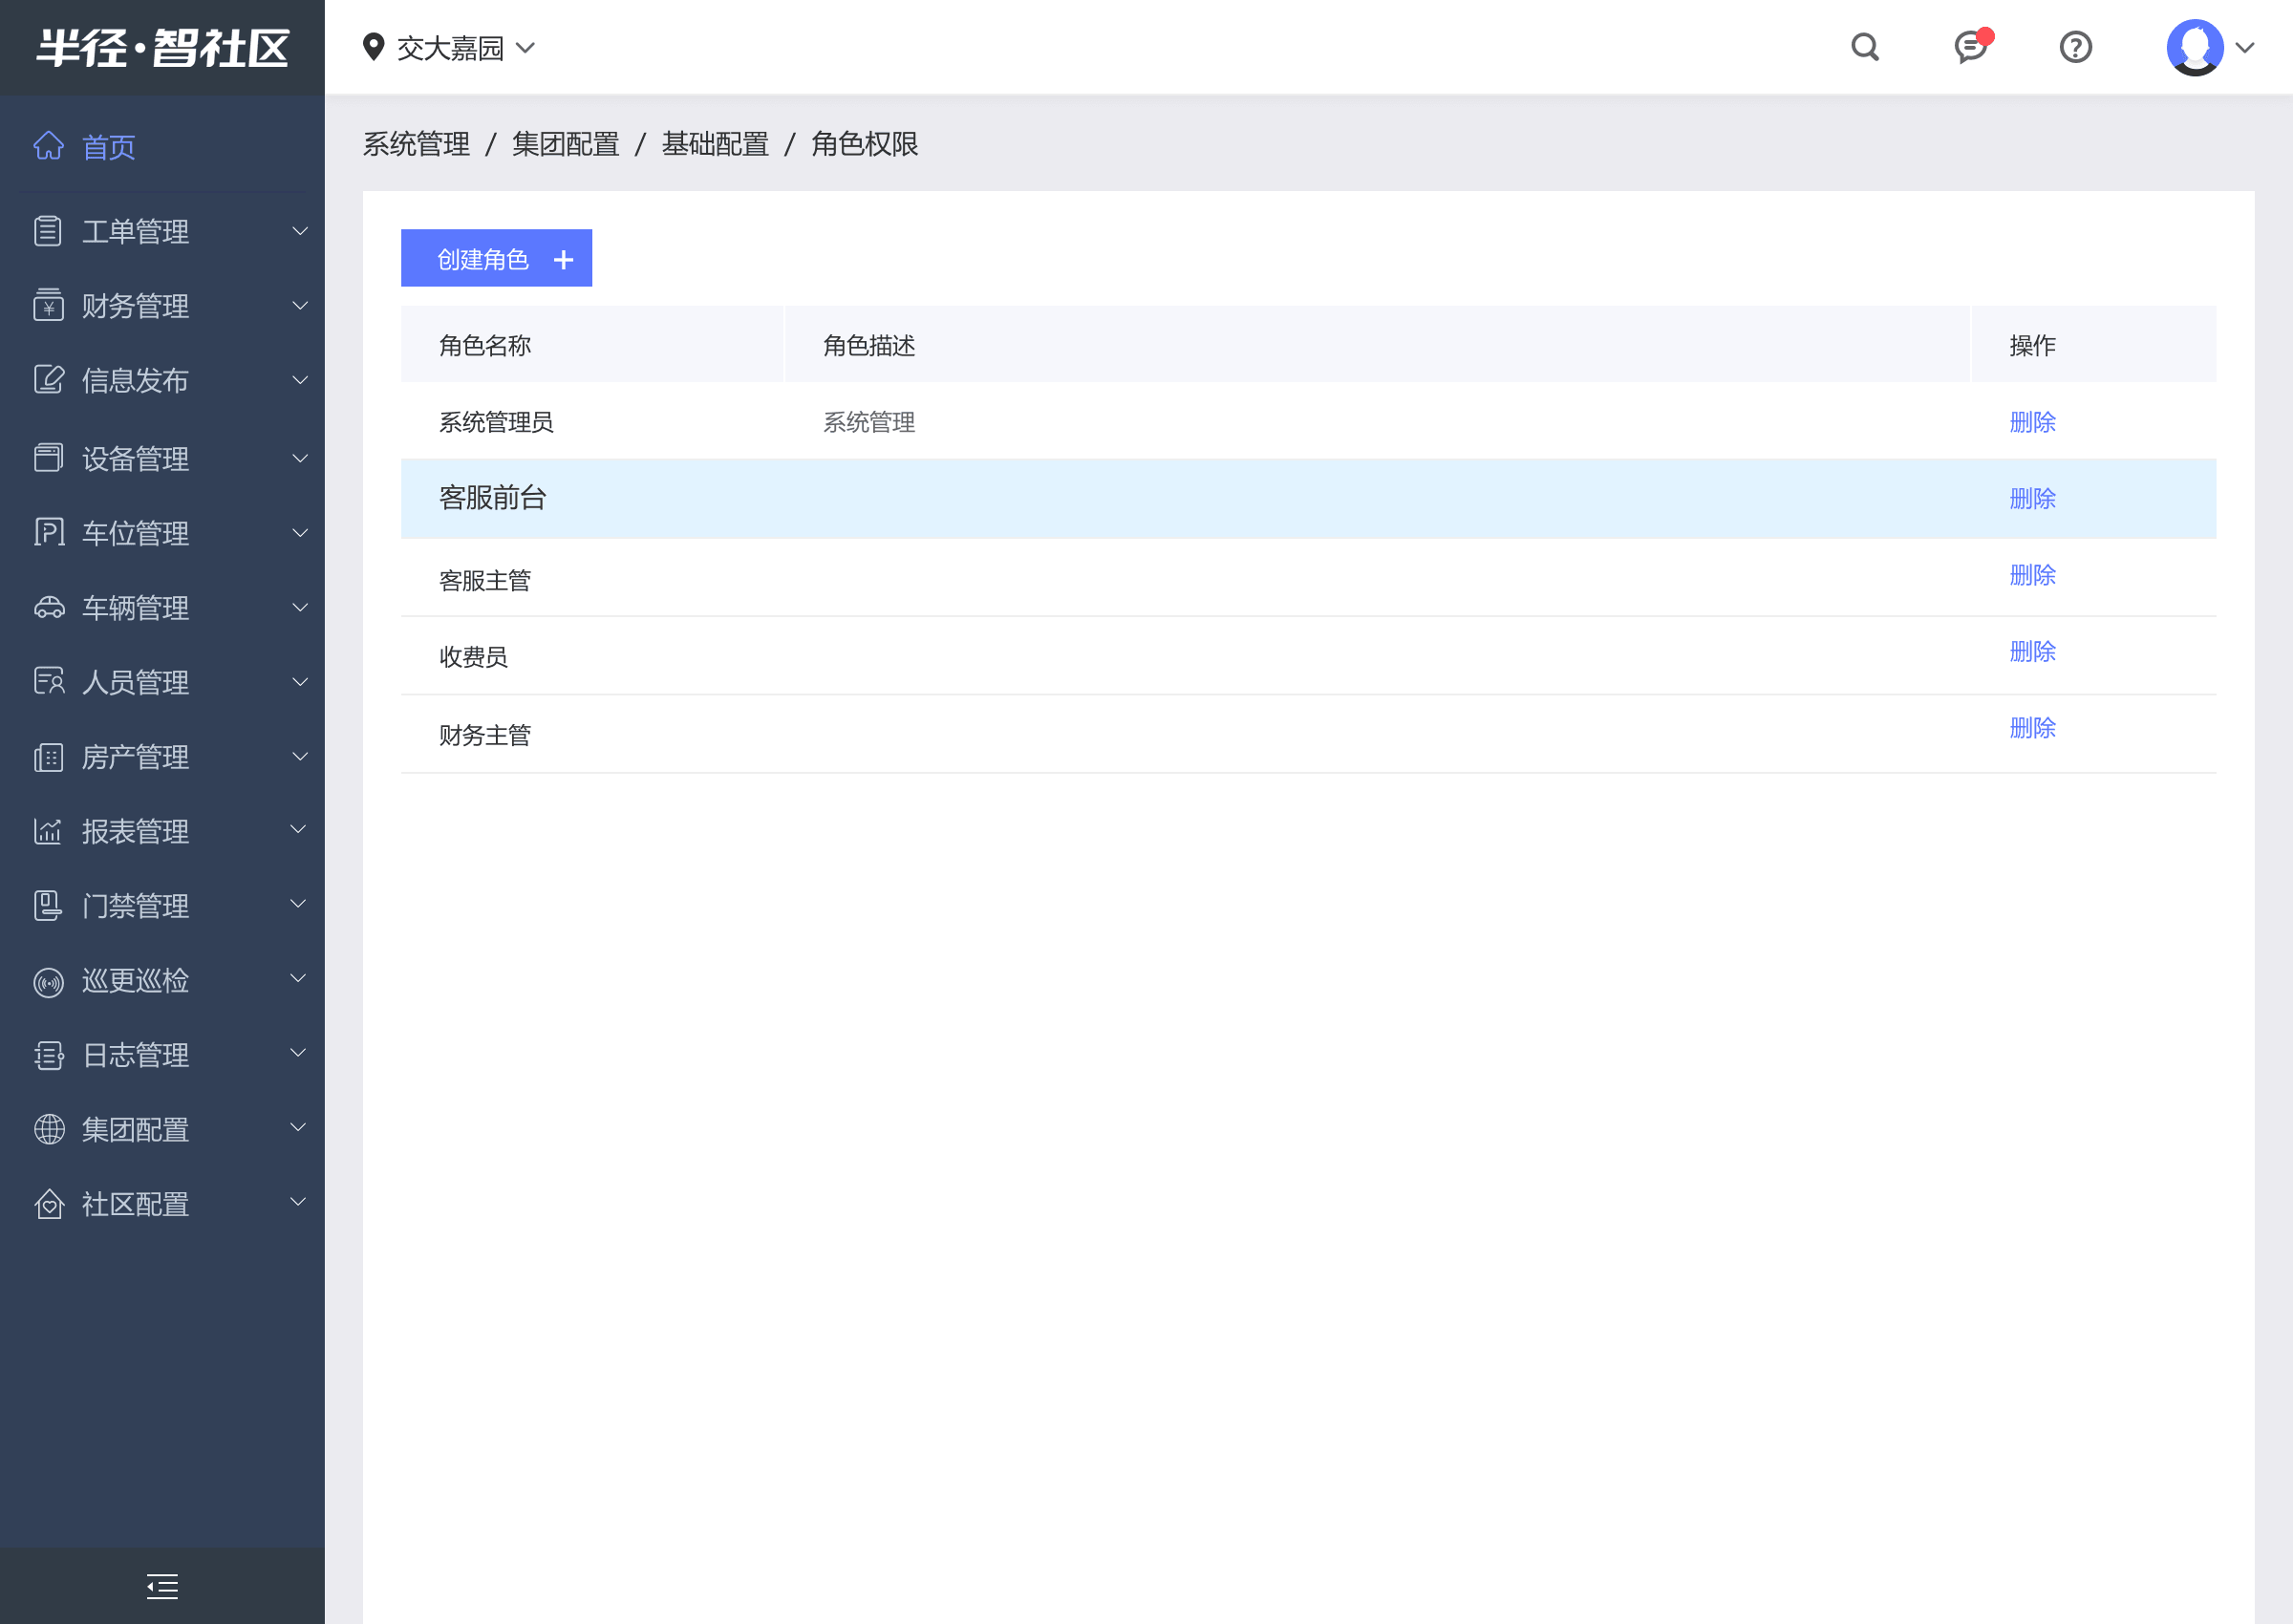 半径·智社区
交大嘉园
首页
工单管理
财务管理
信息发布
设备管理
车位管理
车辆管理
人员管理
房产管理
报表管理
门禁管理
巡更巡检
日志管理
集团配置
社区配置
系统管理 / 集团配置 / 基础配置 / 角色权限
创建角色 +
角色名称 角色描述 操作
系统管理员 系统管理 删除
客服前台 删除
客服主管 删除
收费员 删除
财务主管 删除